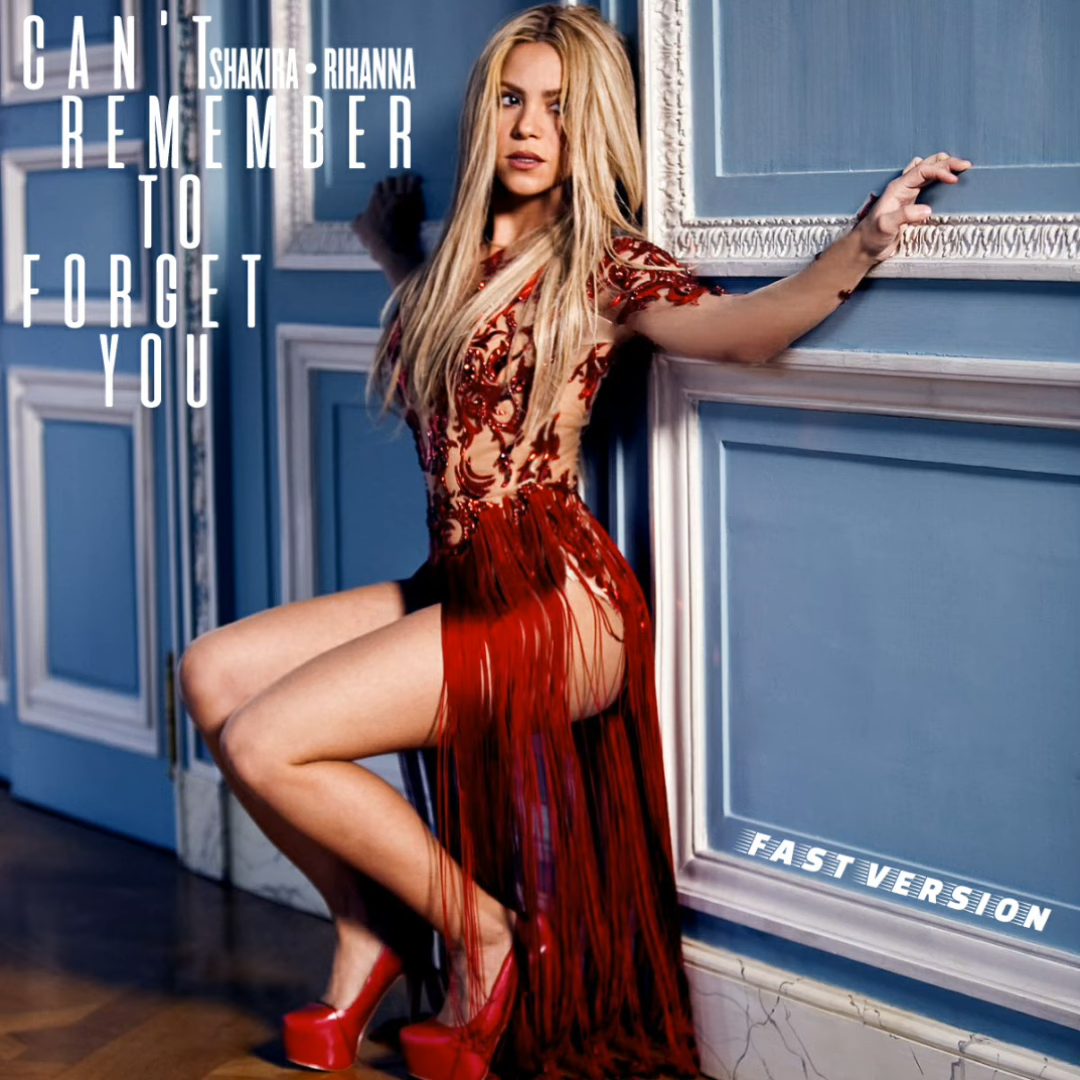 CAN'T
SHAKIRA • RIHANNA
REMEMBER
TO
FORGET
YOU
FAST VERSION